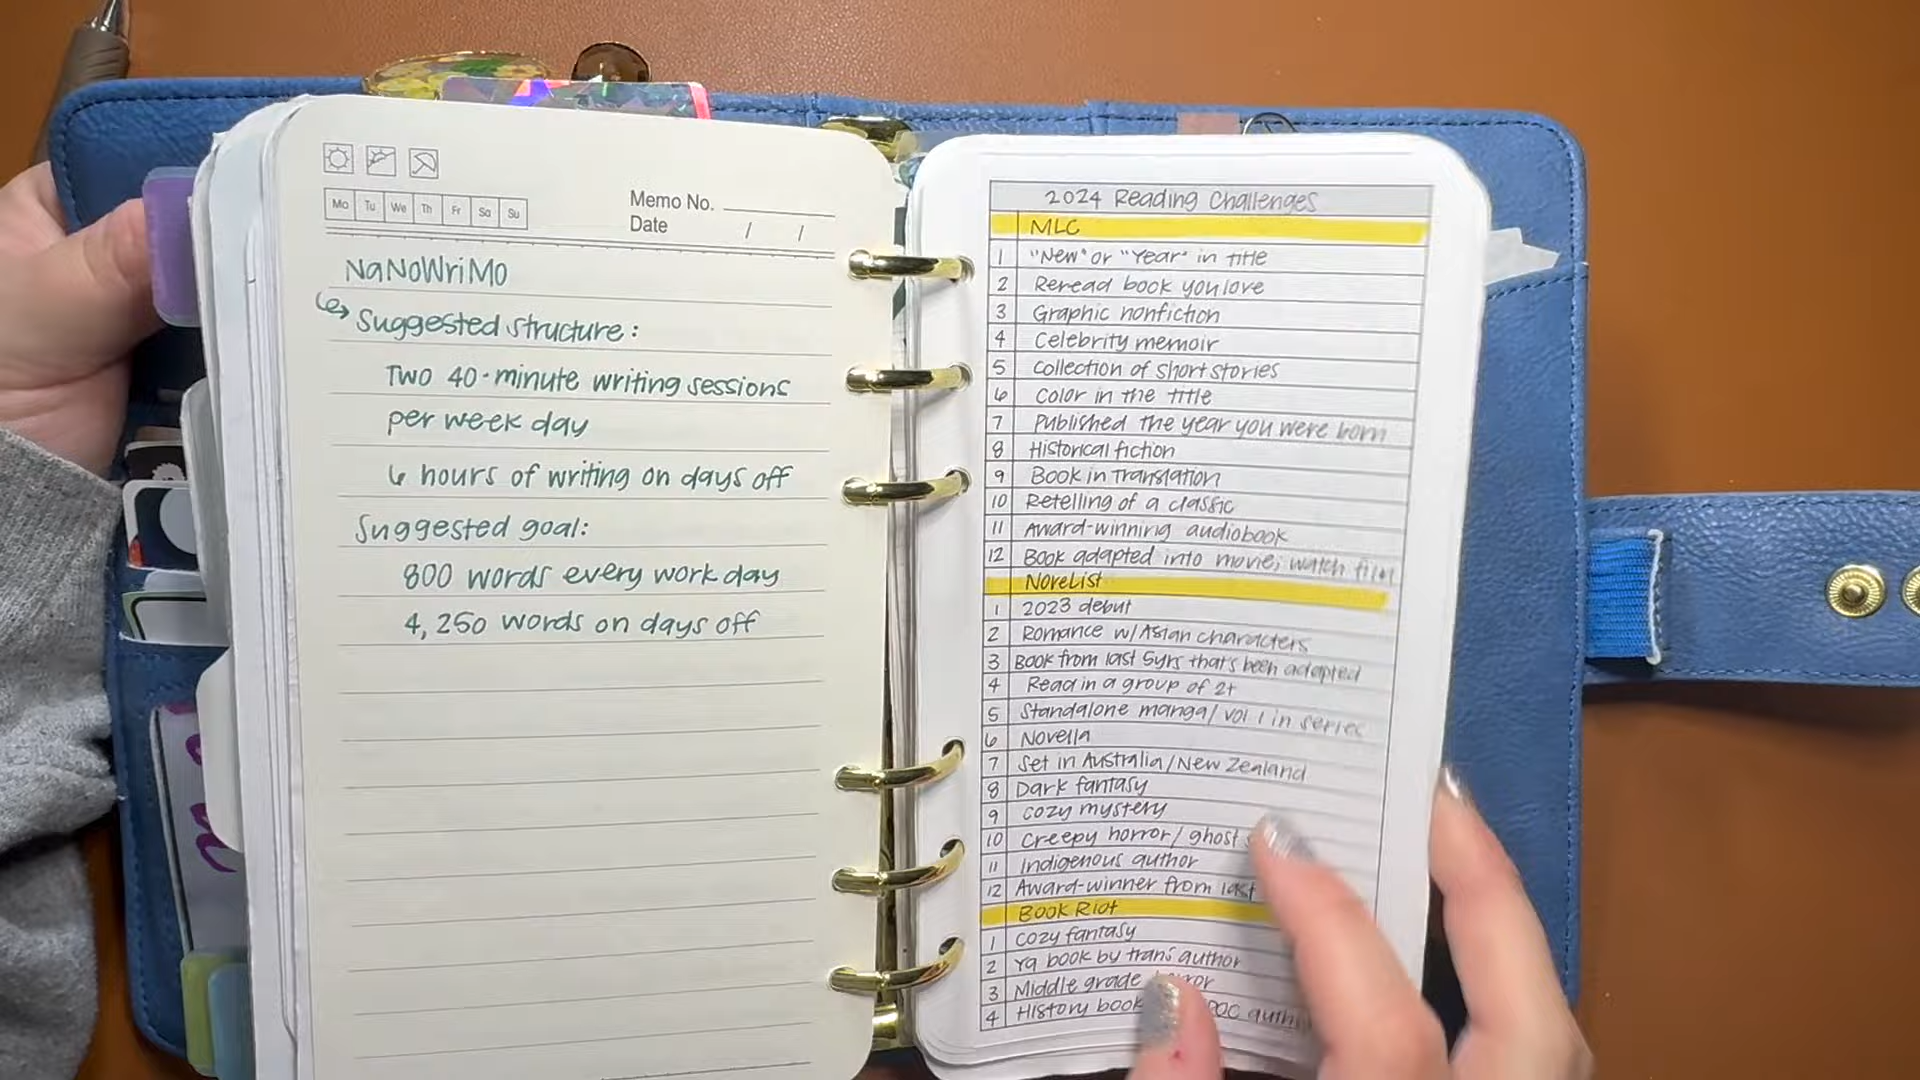 Mo Tu We Th Fr Sa Su
Memo No.
Date / /
NaNoWriMo
Suggested structure:
Two 40-minute writing sessions
per week day
6 hours of writing on days off
Suggested goal:
800 words every work day
4,250 words on days off
2024 Reading Challenges
MLC
1 "New" or "Year" in title
2 Reread book you love
3 Graphic nonfiction
4 Celebrity memoir
5 Collection of short stories
6 Color in the title
7 Published the year you were born
8 Historical fiction
9 Book in Translation
10 Retelling of a classic
11 Award-winning audiobook
12 Book adapted into movie; watch film
NoveList
1 2023 debut
2 Romance w/ Asian characters
3 Book from last 5yrs that's been adapted
4 Read in a group of 2+
5 Standalone manga/ vol 1 in series
6 Novella
7 Set in Australia/New Zealand
8 Dark fantasy
9 Cozy mystery
10 Creepy horror/ ghost
11 Indigenous author
12 Award-winner from last
Book Riot
1 Cozy fantasy
2 Ya book by trans author
3 Middle grade
4 History book